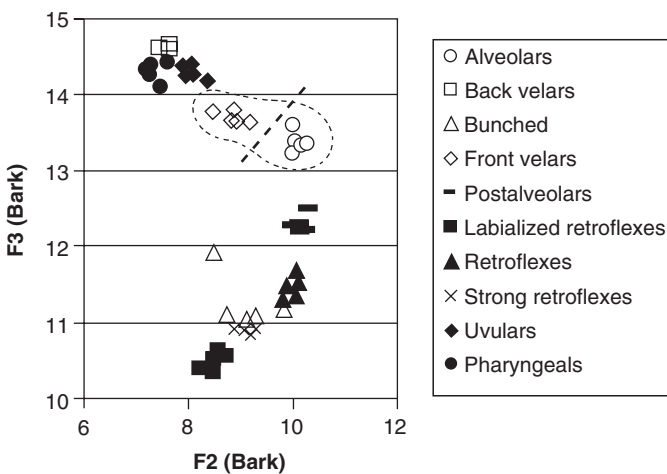 15
14
13
12
11
10
6
8
10
12
F3 (Bark)
F2 (Bark)
Alveolars
Back velars
Bunched
Front velars
Postalveolars
Labialized retroflexes
Retroflexes
Strong retroflexes
Uvulars
Pharyngeals